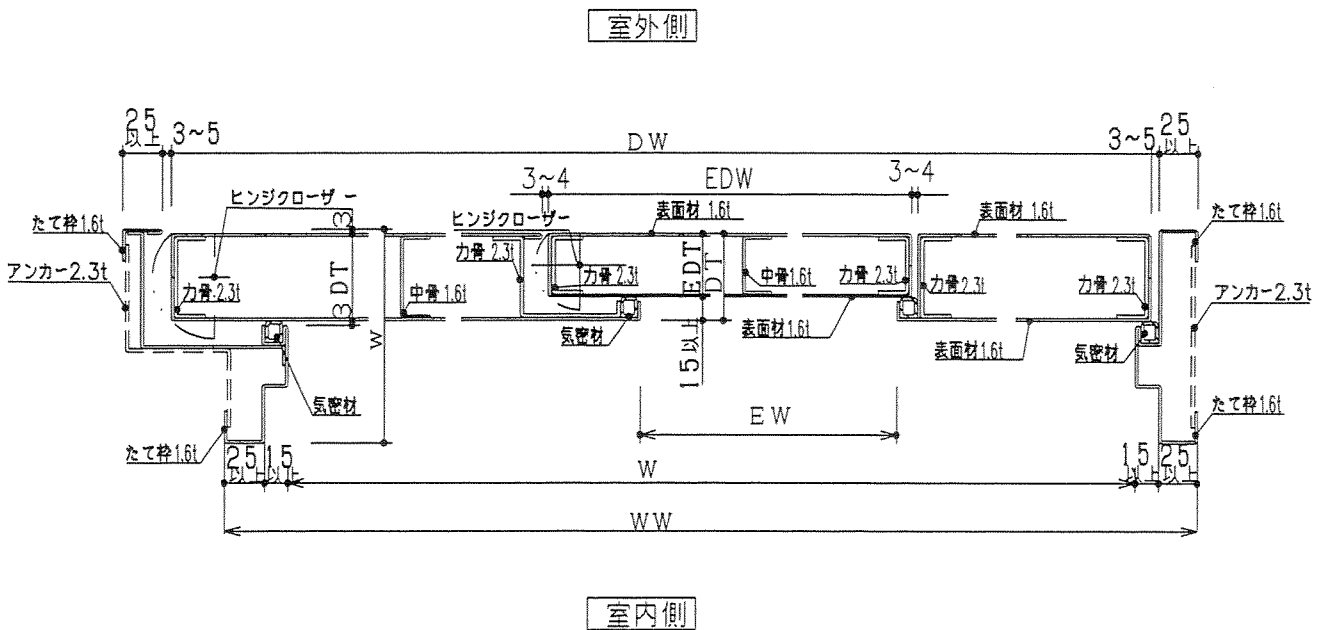 室外側
25
以上
3~5
DW
3~5
25
以上
3~4
EDW
3~4
ヒンジクローザー
ヒンジクローザー
表面材1.6t
表面材1.6t
たて枠1.6t
たて枠1.6t
アンカー2.3t
アンカー2.3t
力骨2.3t
力骨2.3t
力骨2.3t
力骨2.3t
力骨2.3t
力骨2.3t
中骨1.6t
中骨1.6t
3
DT
3
w
EDT
DT
15以上
気密材
気密材
気密材
表面材1.6t
表面材1.6t
たて枠1.6t
たて枠1.6t
EW
25
以上
15
以上
W
15
以上
25
以上
WW
室内側